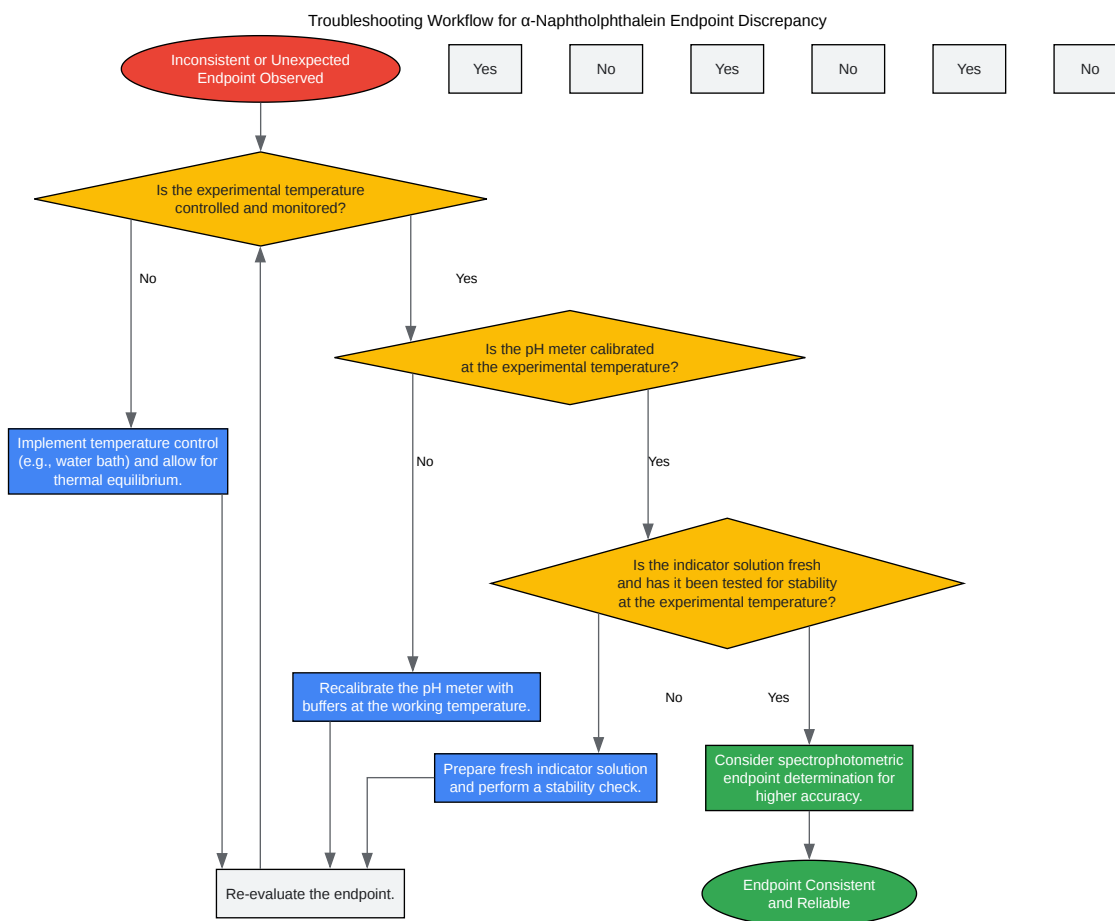 Troubleshooting Workflow for α-Naphtholphthalein Endpoint Discrepancy
Inconsistent or Unexpected
Endpoint Observed
Yes
No
Yes
No
Yes
No
Is the experimental temperature
controlled and monitored?
No
Yes
Is the pH meter calibrated
at the experimental temperature?
Implement temperature control
(e.g., water bath) and allow for
thermal equilibrium.
No
Yes
Is the indicator solution fresh
and has it been tested for stability
at the experimental temperature?
Recalibrate the pH meter with
buffers at the working temperature.
No
Yes
Prepare fresh indicator solution
and perform a stability check.
Consider spectrophotometric
endpoint determination for
higher accuracy.
Re-evaluate the endpoint.
Endpoint Consistent
and Reliable